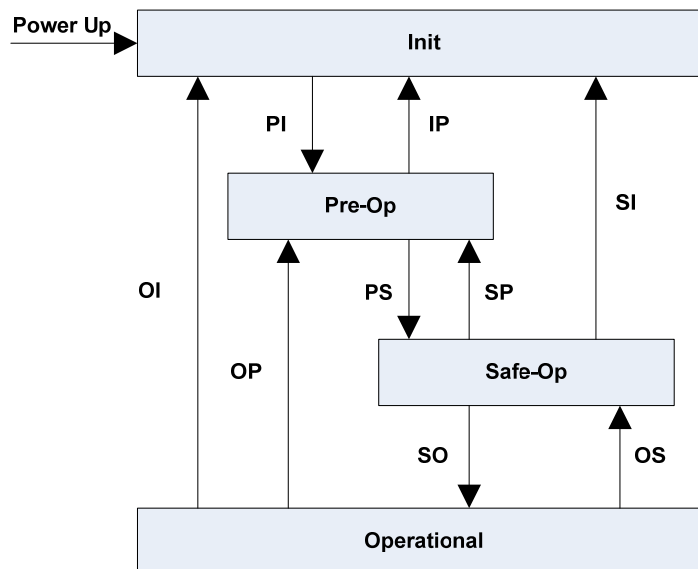 Power Up
Init
PI
IP
Pre-Op
SI
OI
PS
SP
OP
Safe-Op
SO
OS
Operational